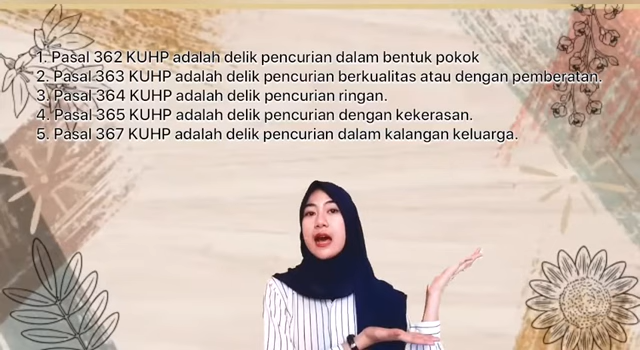 1. Pasal 362 KUHP adalah delik pencurian dalam bentuk pokok
2. Pasal 363 KUHP adalah delik pencurian berkualitas atau dengan pemberatan.
3. Pasal 364 KUHP adalah delik pencurian ringan.
4. Pasal 365 KUHP adalah delik pencurian dengan kekerasan.
5. Pasal 367 KUHP adalah delik pencurian dalam kalangan keluarga.